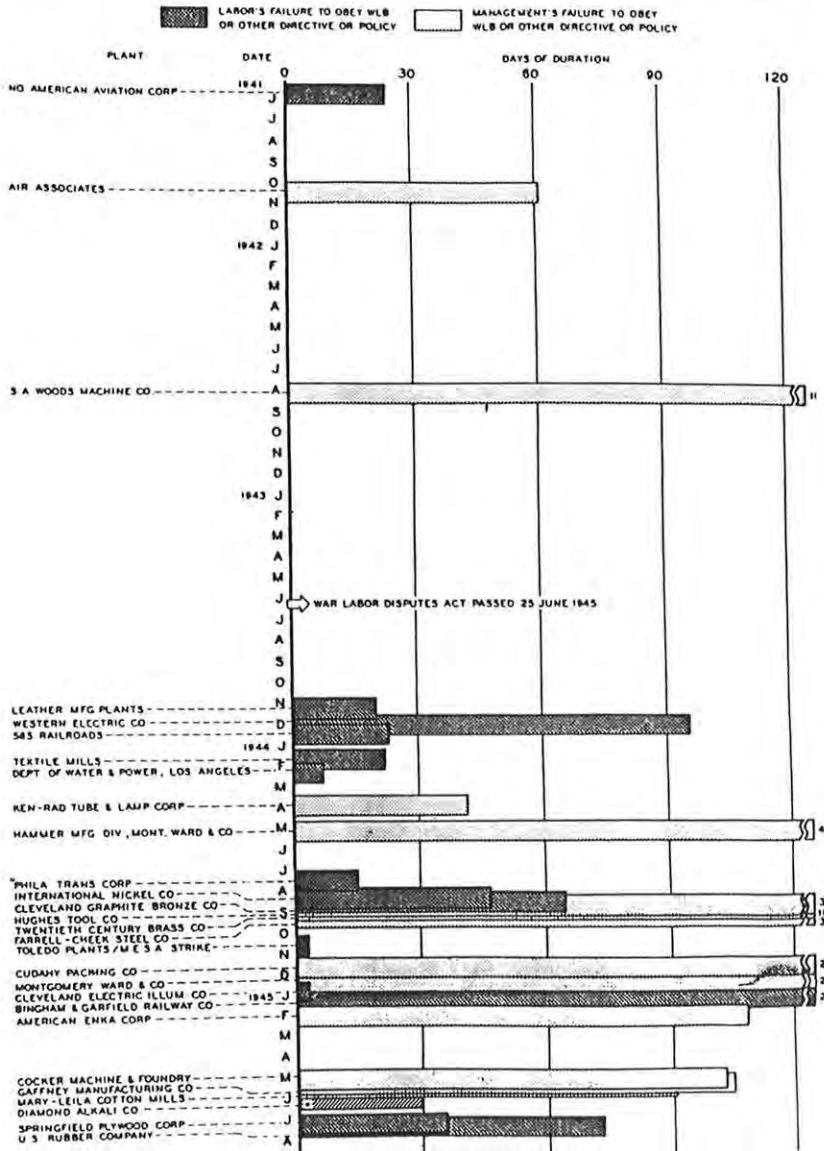 LABOR'S FAILURE TO OBEY WLB
OR OTHER DIRECTIVE OR POLICY
MANAGEMENT'S FAILURE TO OBEY
WLB OR OTHER DIRECTIVE OR POLICY
PLANT
DATE
DAYS OF DURATION
0
30
60
90
120
1941
NO AMERICAN AVIATION CORP
J
J
A
S
O
AIR ASSOCIATES
N
D
1942 J
F
M
A
M
J
J
S A WOODS MACHINE CO
A
S
O
N
D
1943 J
F
M
A
M
J
WAR LABOR DISPUTES ACT PASSED 25 JUNE 1945
J
A
S
O
N
LEATHER MFG PLANTS
WESTERN ELECTRIC CO
D
585 RAILROADS
1944 J
TEXTILE MILLS
DEPT OF WATER & POWER, LOS ANGELES
F
M
KEN-RAD TUBE & LAMP CORP
A
HAMMER MFG DIV, MONT. WARD & CO
M
J
J
PHILA TRANS CORP
INTERNATIONAL NICKEL CO
A
CLEVELAND GRAPHITE BRONZE CO
HUGHES TOOL CO
S
TWENTIETH CENTURY BRASS CO
FARRELL-CHEEK STEEL CO
O
TOLEDO PLANTS/M E S A STRIKE
N
CUDAHY PACKING CO
D
MONTGOMERY WARD & CO
CLEVELAND ELECTRIC ILLUM CO
1945 J
BINGHAM & GARFIELD RAILWAY CO
AMERICAN ENKA CORP
F
M
A
COCKER MACHINE & FOUNDRY
M
GAFFNEY MANUFACTURING CO
MARY-LEILA COTTON MILLS
J
DIAMOND ALKALI CO
SPRINGFIELD PLYWOOD CORP
J
U S RUBBER COMPANY
A